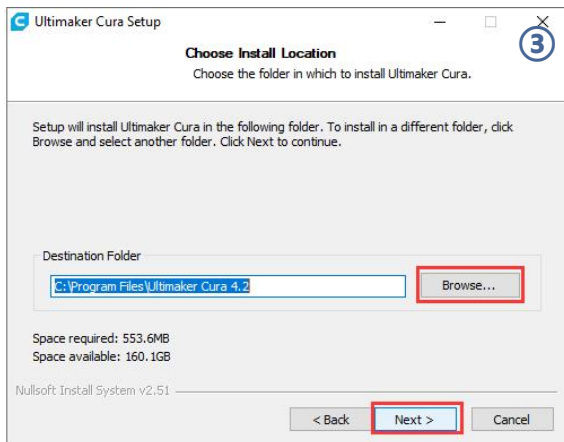 Ultimaker Cura Setup
③
Choose Install Location
Choose the folder in which to install Ultimaker Cura.
Setup will install Ultimaker Cura in the following folder. To install in a different folder, click
Browse and select another folder. Click Next to continue.
Destination Folder
C:\Program Files\Ultimaker Cura 4.2
Browse...
Space required: 553.6MB
Space available: 160.1GB
Nullsoft Install System v2.51
< Back
Next >
Cancel